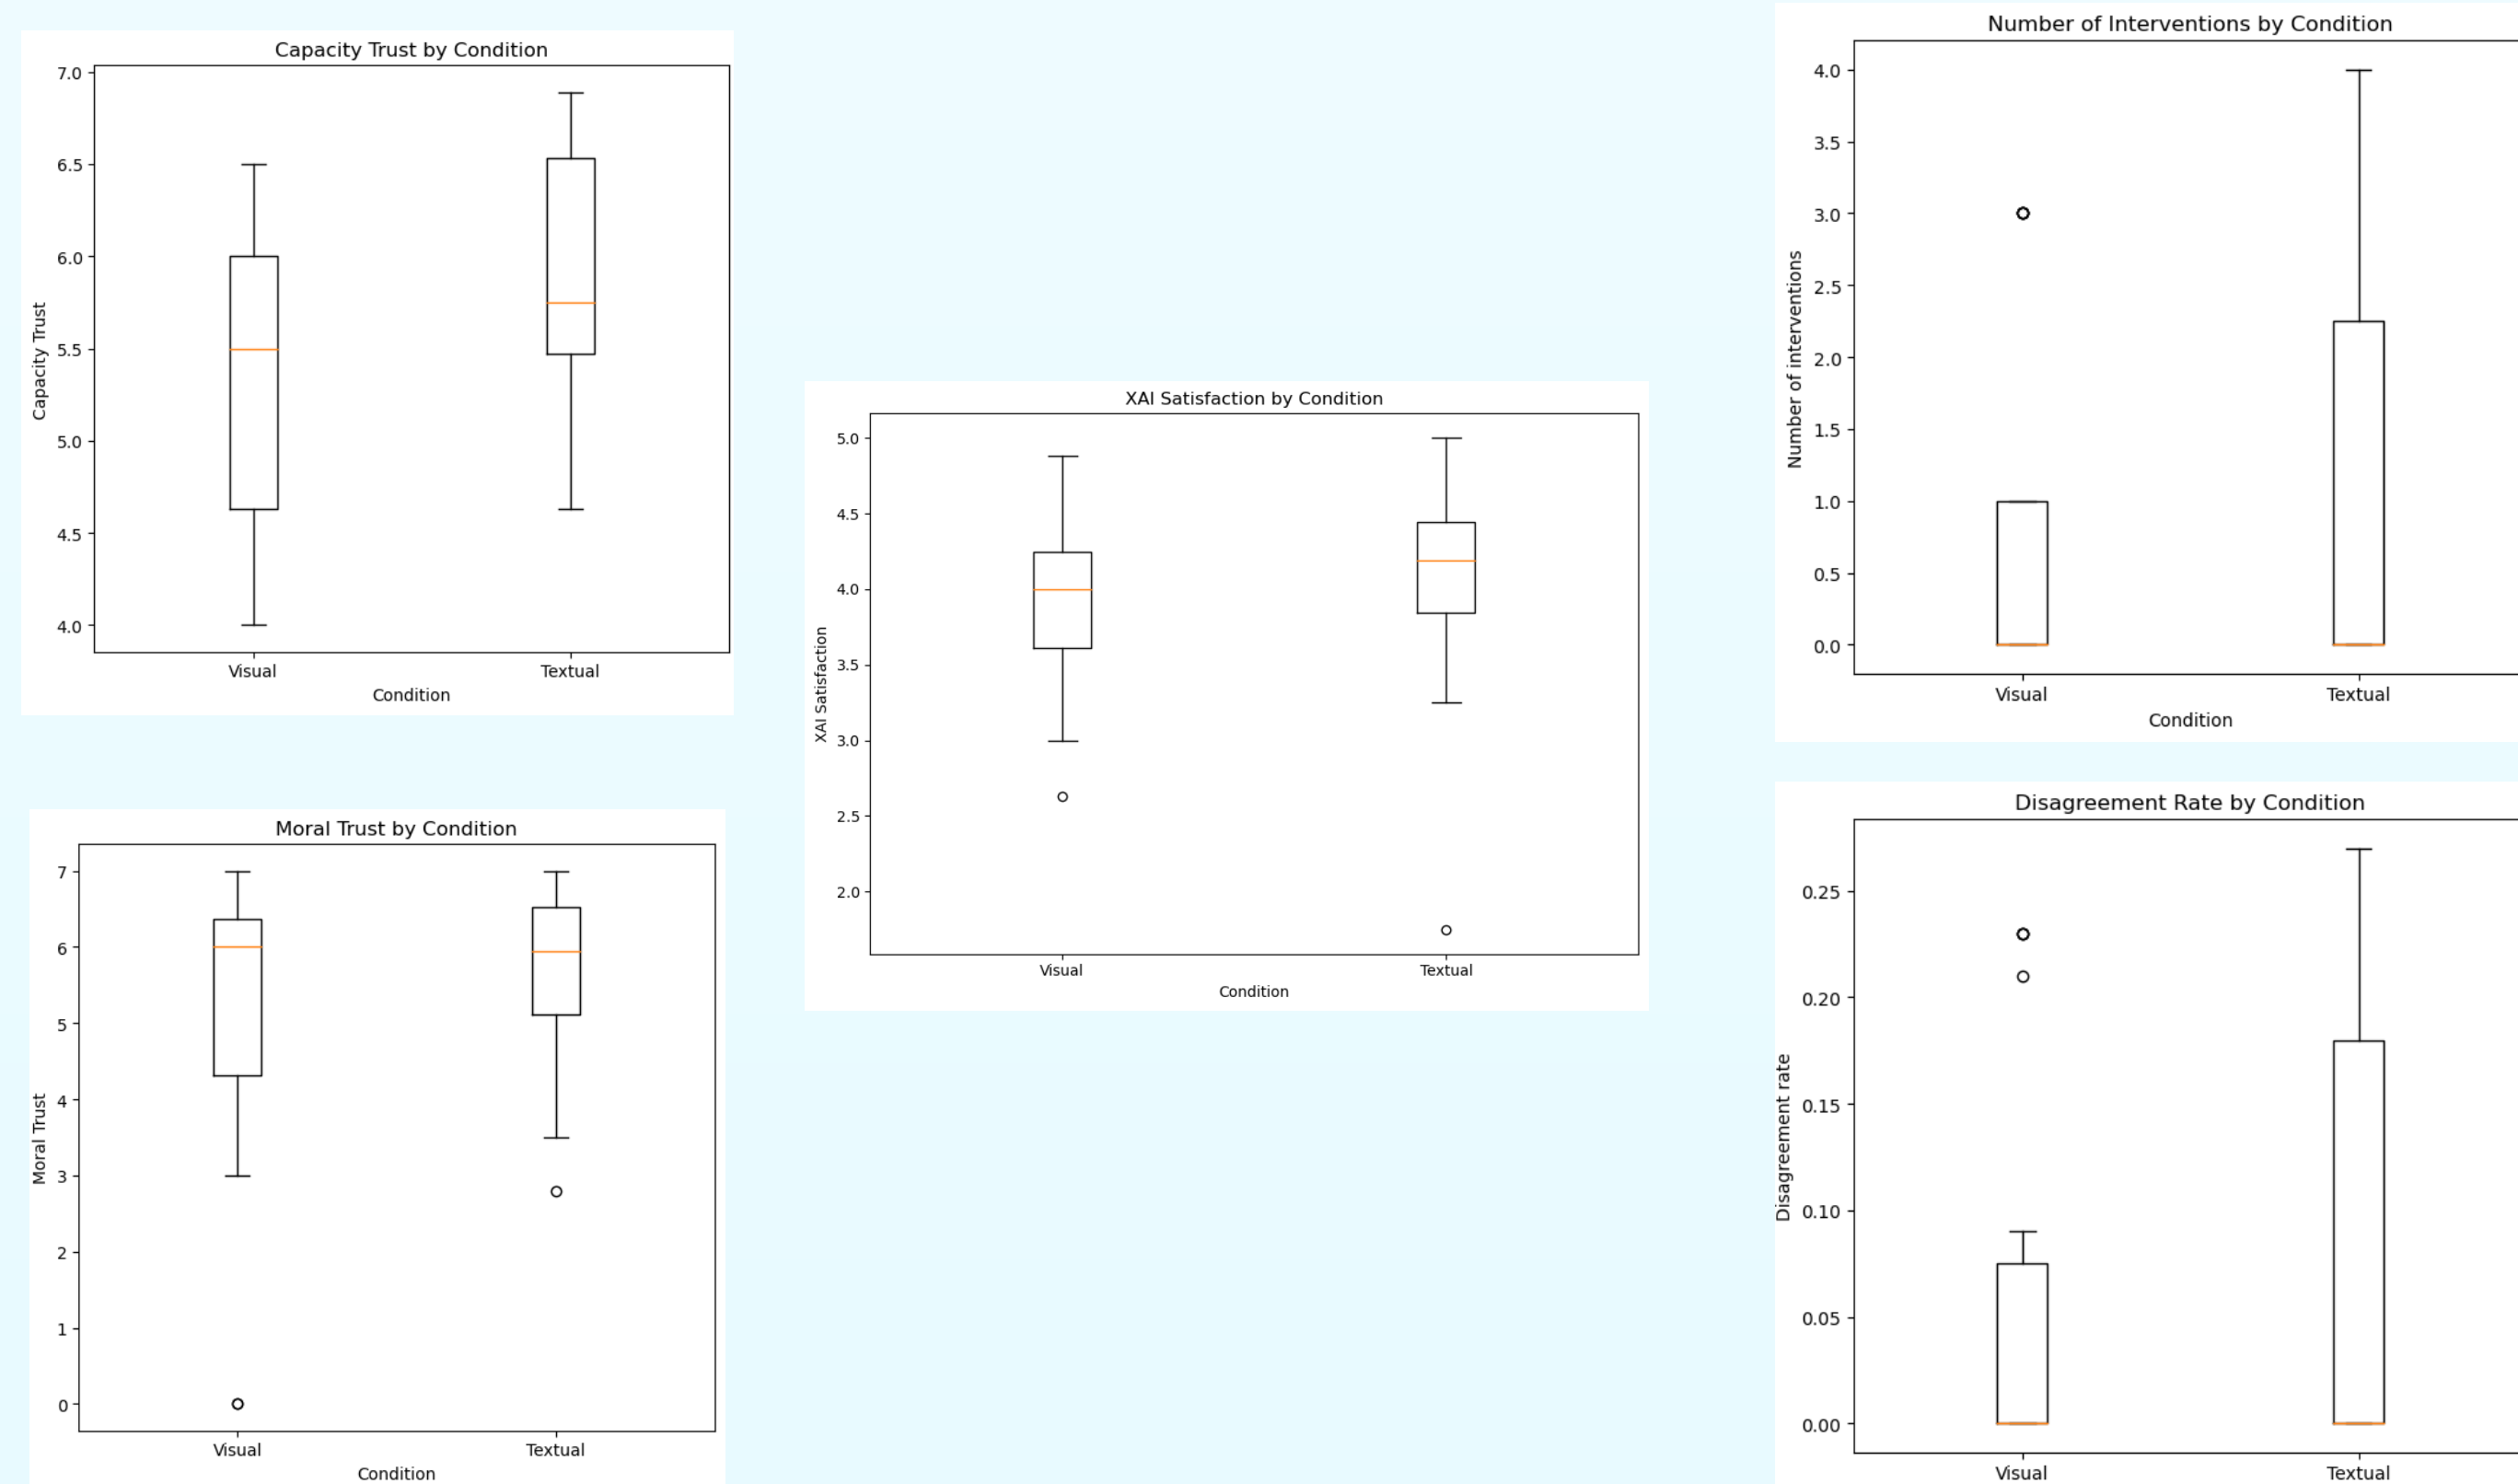 Capacity Trust by Condition
Capacity Trust
7.0
6.5
6.0
5.5
5.0
4.5
4.0
Visual Textual
Condition
Moral Trust by Condition
Moral Trust
7
6
5
4
3
2
1
0
Visual Textual
Condition
XAI Satisfaction by Condition
XAI Satisfaction
5.0
4.5
4.0
3.5
3.0
2.5
2.0
Visual Textual
Condition
Number of Interventions by Condition
Number of interventions
4.0
3.5
3.0
2.5
2.0
1.5
1.0
0.5
0.0
Visual Textual
Condition
Disagreement Rate by Condition
Disagreement rate
0.25
0.20
0.15
0.10
0.05
0.00
Visual Textual